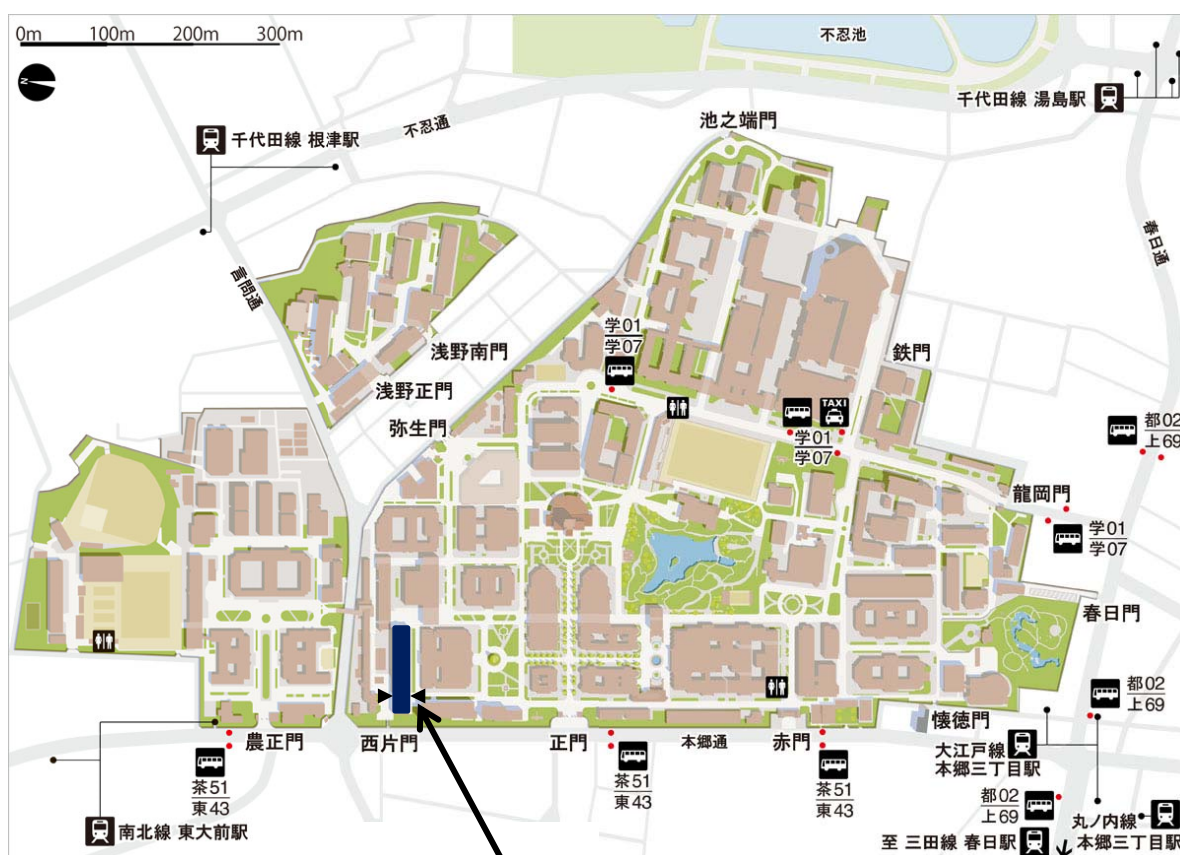 0m 100m 200m 300m
N
不忍池
千代田線 湯島駅
池之端門
不忍通
千代田線 根津駅
春日通
言問通
学01
学07
浅野南門
鉄門
浅野正門
TAXI
弥生門
学01
学07
都02
上69
龍岡門
学01
学07
春日門
都02
上69
懐徳門
農正門
西片門
正門
本郷通
赤門
大江戸線
本郷三丁目駅
茶51
東43
茶51
東43
茶51
東43
都02
上69
丸ノ内線
本郷三丁目駅
南北線 東大前駅
至 三田線 春日駅